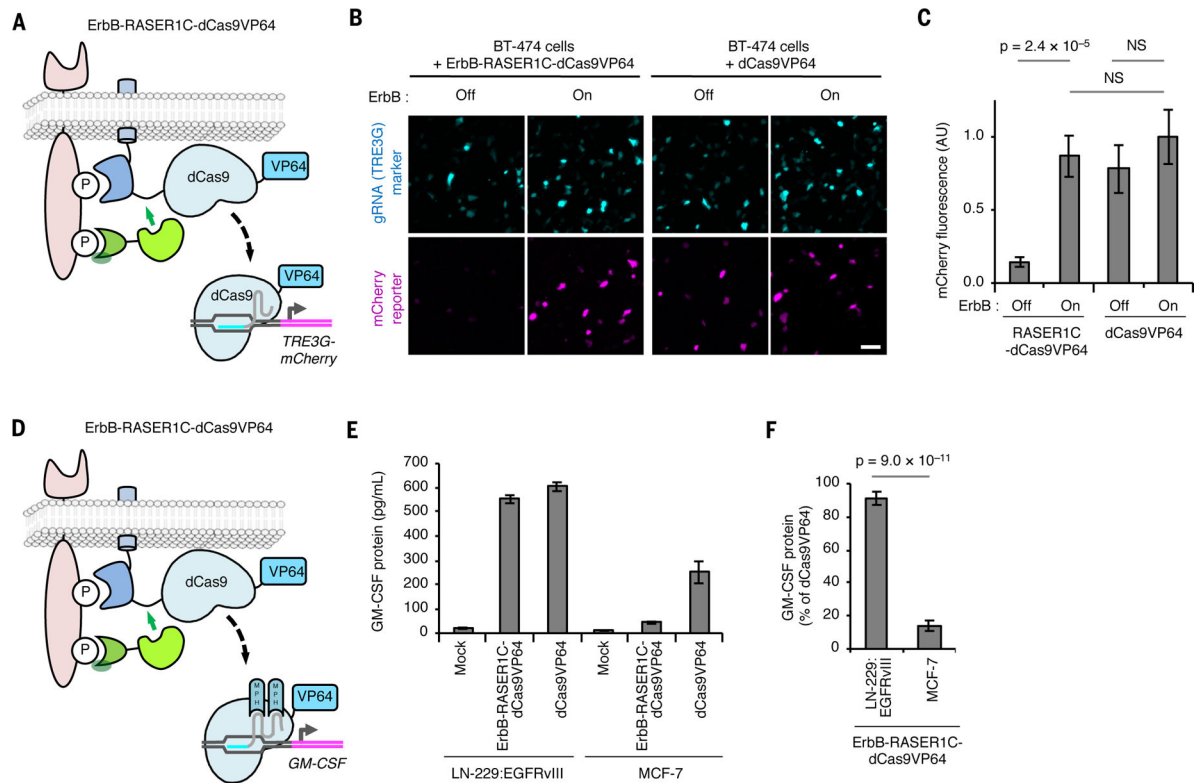 A
ErbB-RASER1C-dCas9VP64
P
P
dCas9
VP64
dCas9
VP64
TRE3G-
mCherry
B
BT-474 cells
+ ErbB-RASER1C-dCas9VP64
BT-474 cells
+ dCas9VP64
ErbB :
Off
On
Off
On
gRNA (TRE3G)
marker
mCherry
reporter
C
p = 2.4 × 10–5
NS
NS
mCherry fluorescence (AU)
1.0
0.5
0.0
ErbB :
Off
On
Off
On
RASER1C
-dCas9VP64
dCas9VP64
D
ErbB-RASER1C-dCas9VP64
P
P
dCas9
VP64
MPH
MPH
VP64
GM-CSF
E
GM-CSF protein (pg/mL)
700
600
500
400
300
200
100
0
Mock
ErbB-RASER1C-
dCas9VP64
dCas9VP64
Mock
ErbB-RASER1C-
dCas9VP64
dCas9VP64
LN-229:EGFRvIII
MCF-7
F
p = 9.0 × 10–11
GM-CSF protein
(% of dCas9VP64)
100
80
60
40
20
0
LN-229:
EGFRvIII
MCF-7
ErbB-RASER1C-
dCas9VP64